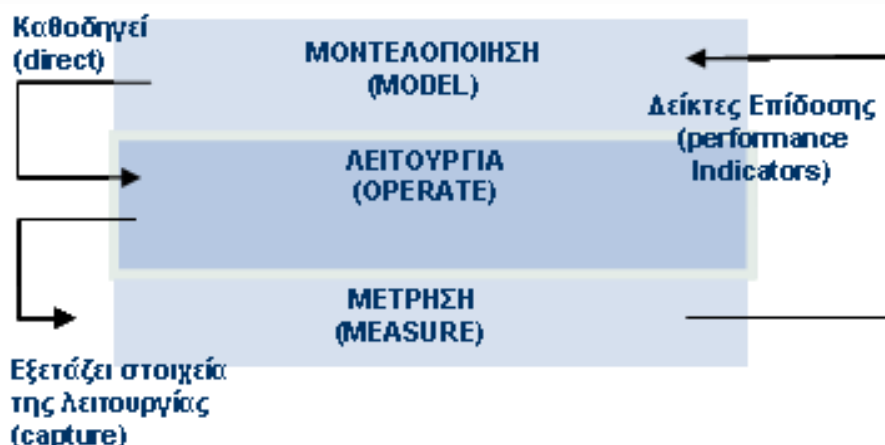 Καθοδηγεί
(direct)
ΜΟΝΤΕΛΟΠΟΙΗΣΗ
(MODEL)
Δείκτες Επίδοσης
(performance
Indicators)
ΛΕΙΤΟΥΡΓΙΑ
(OPERATE)
ΜΕΤΡΗΣΗ
(MEASURE)
Εξετάζει στοιχεία
της λειτουργίας
(capture)